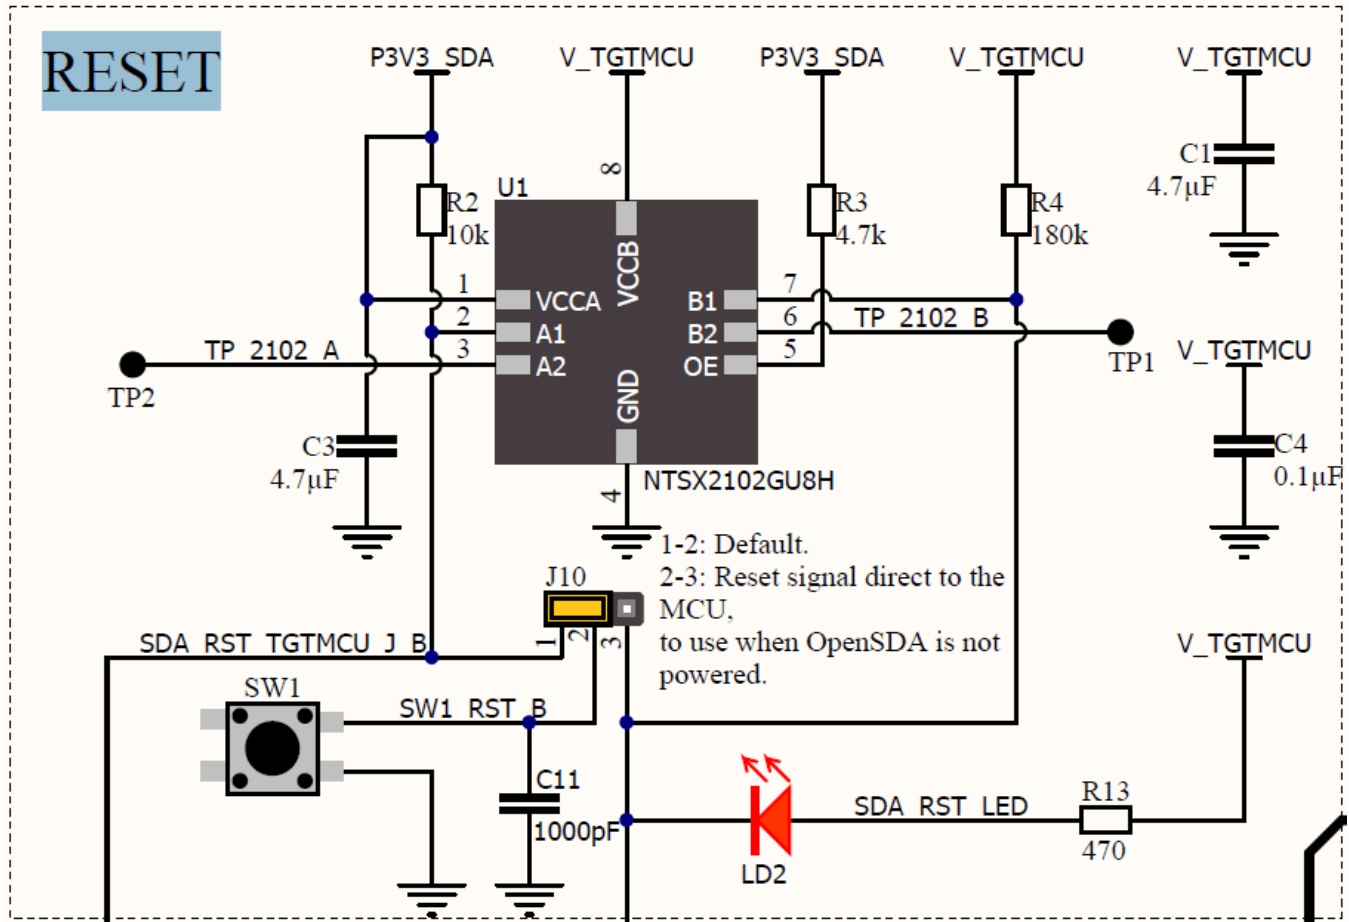 RESET
P3V3_SDA
V_TGTMCU
P3V3_SDA
V_TGTMCU
V_TGTMCU
C1
4.7µF
8
U1
R2
10k
R3
4.7k
R4
180k
VCCB
1
VCCA
B1
7
2
A1
B2
6
TP_2102_B
TP_2102_A
3
A2
OE
5
TP2
TP1
V_TGTMCU
GND
C3
4.7µF
C4
0.1µF
4
NTSX2102GU8H
1-2: Default.
2-3: Reset signal direct to the
MCU,
to use when OpenSDA is not
powered.
J10
1
2
3
SDA_RST_TGTMCU_J_B
V_TGTMCU
SW1
SW1_RST_B
C11
1000pF
SDA_RST_LED
R13
470
LD2